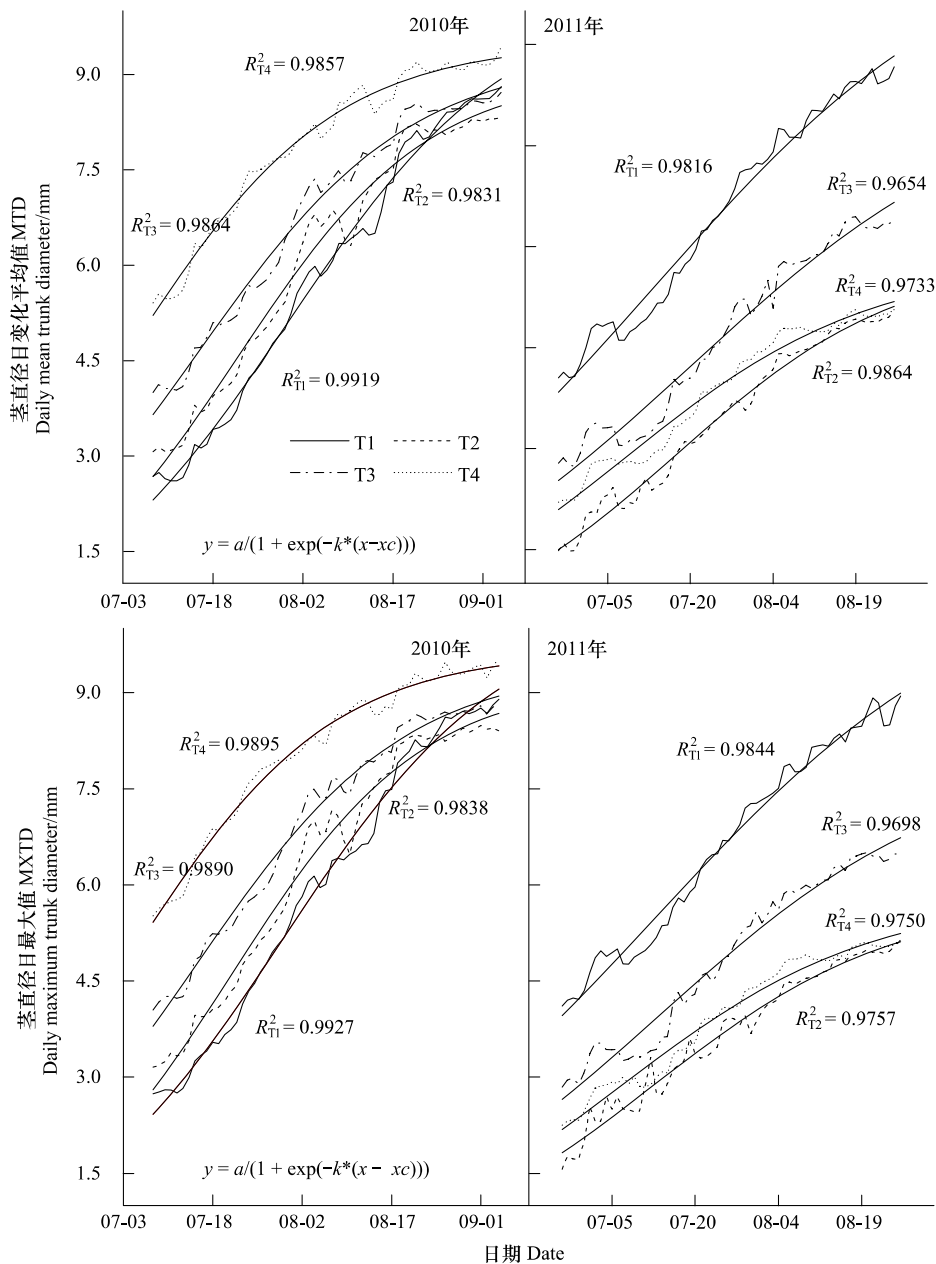 2010年
2011年
9.0
7.5
6.0
4.5
3.0
1.5
茎直径日变化平均值 MTD
Daily mean trunk diameter/mm
R²T4 = 0.9857
R²T3 = 0.9864
R²T2 = 0.9831
R²T1 = 0.9919
T1
T2
T3
T4
y = a/(1 + exp(−k*(x−xc)))
R²T1 = 0.9816
R²T3 = 0.9654
R²T4 = 0.9733
R²T2 = 0.9864
07-03 07-18 08-02 08-17 09-01
07-05 07-20 08-04 08-19
2010年
2011年
9.0
7.5
6.0
4.5
3.0
1.5
茎直径日最大值 MXTD
Daily maximum trunk diameter/mm
R²T4 = 0.9895
R²T3 = 0.9890
R²T2 = 0.9838
R²T1 = 0.9927
y = a/(1 + exp(−k*(x − xc)))
R²T1 = 0.9844
R²T3 = 0.9698
R²T4 = 0.9750
R²T2 = 0.9757
07-03 07-18 08-02 08-17 09-01
07-05 07-20 08-04 08-19
日期 Date